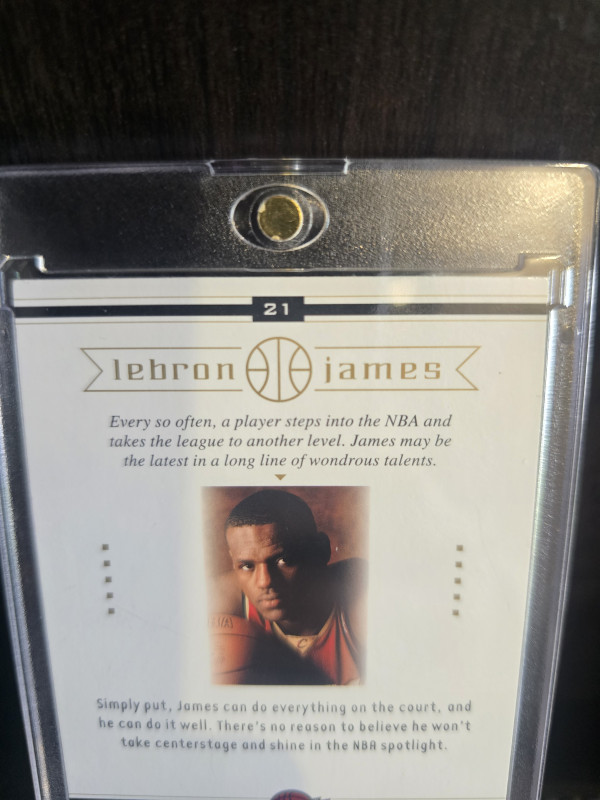 21
lebron james
Every so often, a player steps into the NBA and
takes the league to another level. James may be
the latest in a long line of wondrous talents.
Simply put, James can do everything on the court, and
he can do it well. There's no reason to believe he won't
take centerstage and shine in the NBA spotlight.